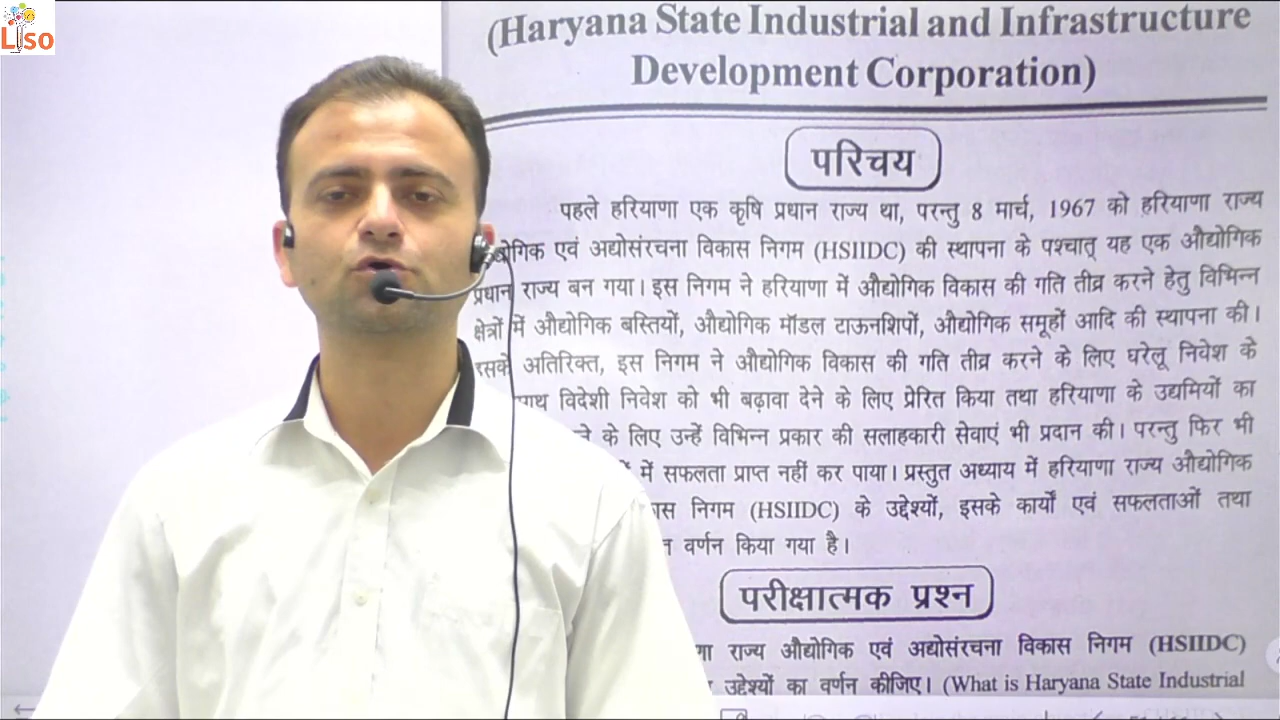 Liso
(Haryana State Industrial and Infrastructure
Development Corporation)
परिचय
पहले हरियाणा एक कृषि प्रधान राज्य था, परन्तु 8 मार्च, 1967 को हरियाणा राज्य
एवं अद्योसंरचना विकास निगम (HSIIDC) की स्थापना के पश्चात् यह एक औद्योगिक
प्रधान राज्य बन गया। इस निगम ने हरियाणा में औद्योगिक विकास की गति तीव्र करने हेतु विभिन्न
क्षेत्रों में औद्योगिक बस्तियों, औद्योगिक मॉडल टाऊनशिपों, औद्योगिक समूहों आदि की स्थापना की।
अतिरिक्त, इस निगम ने औद्योगिक विकास की गति तीव्र करने के लिए घरेलू निवेश के
विदेशी निवेश को भी बढ़ावा देने के लिए प्रेरित किया तथा हरियाणा के उद्यमियों का
के लिए उन्हें विभिन्न प्रकार की सलाहकारी सेवाएं भी प्रदान की। परन्तु फिर भी
में सफलता प्राप्त नहीं कर पाया। प्रस्तुत अध्याय में हरियाणा राज्य औद्योगिक
निगम (HSIIDC) के उद्देश्यों, इसके कार्यों एवं सफलताओं तथा
वर्णन किया गया है।
परीक्षात्मक प्रश्न
राज्य औद्योगिक एवं अद्योसंरचना विकास निगम (HSIIDC)
उद्देश्यों का वर्णन कीजिए। (What is Haryana State Industrial